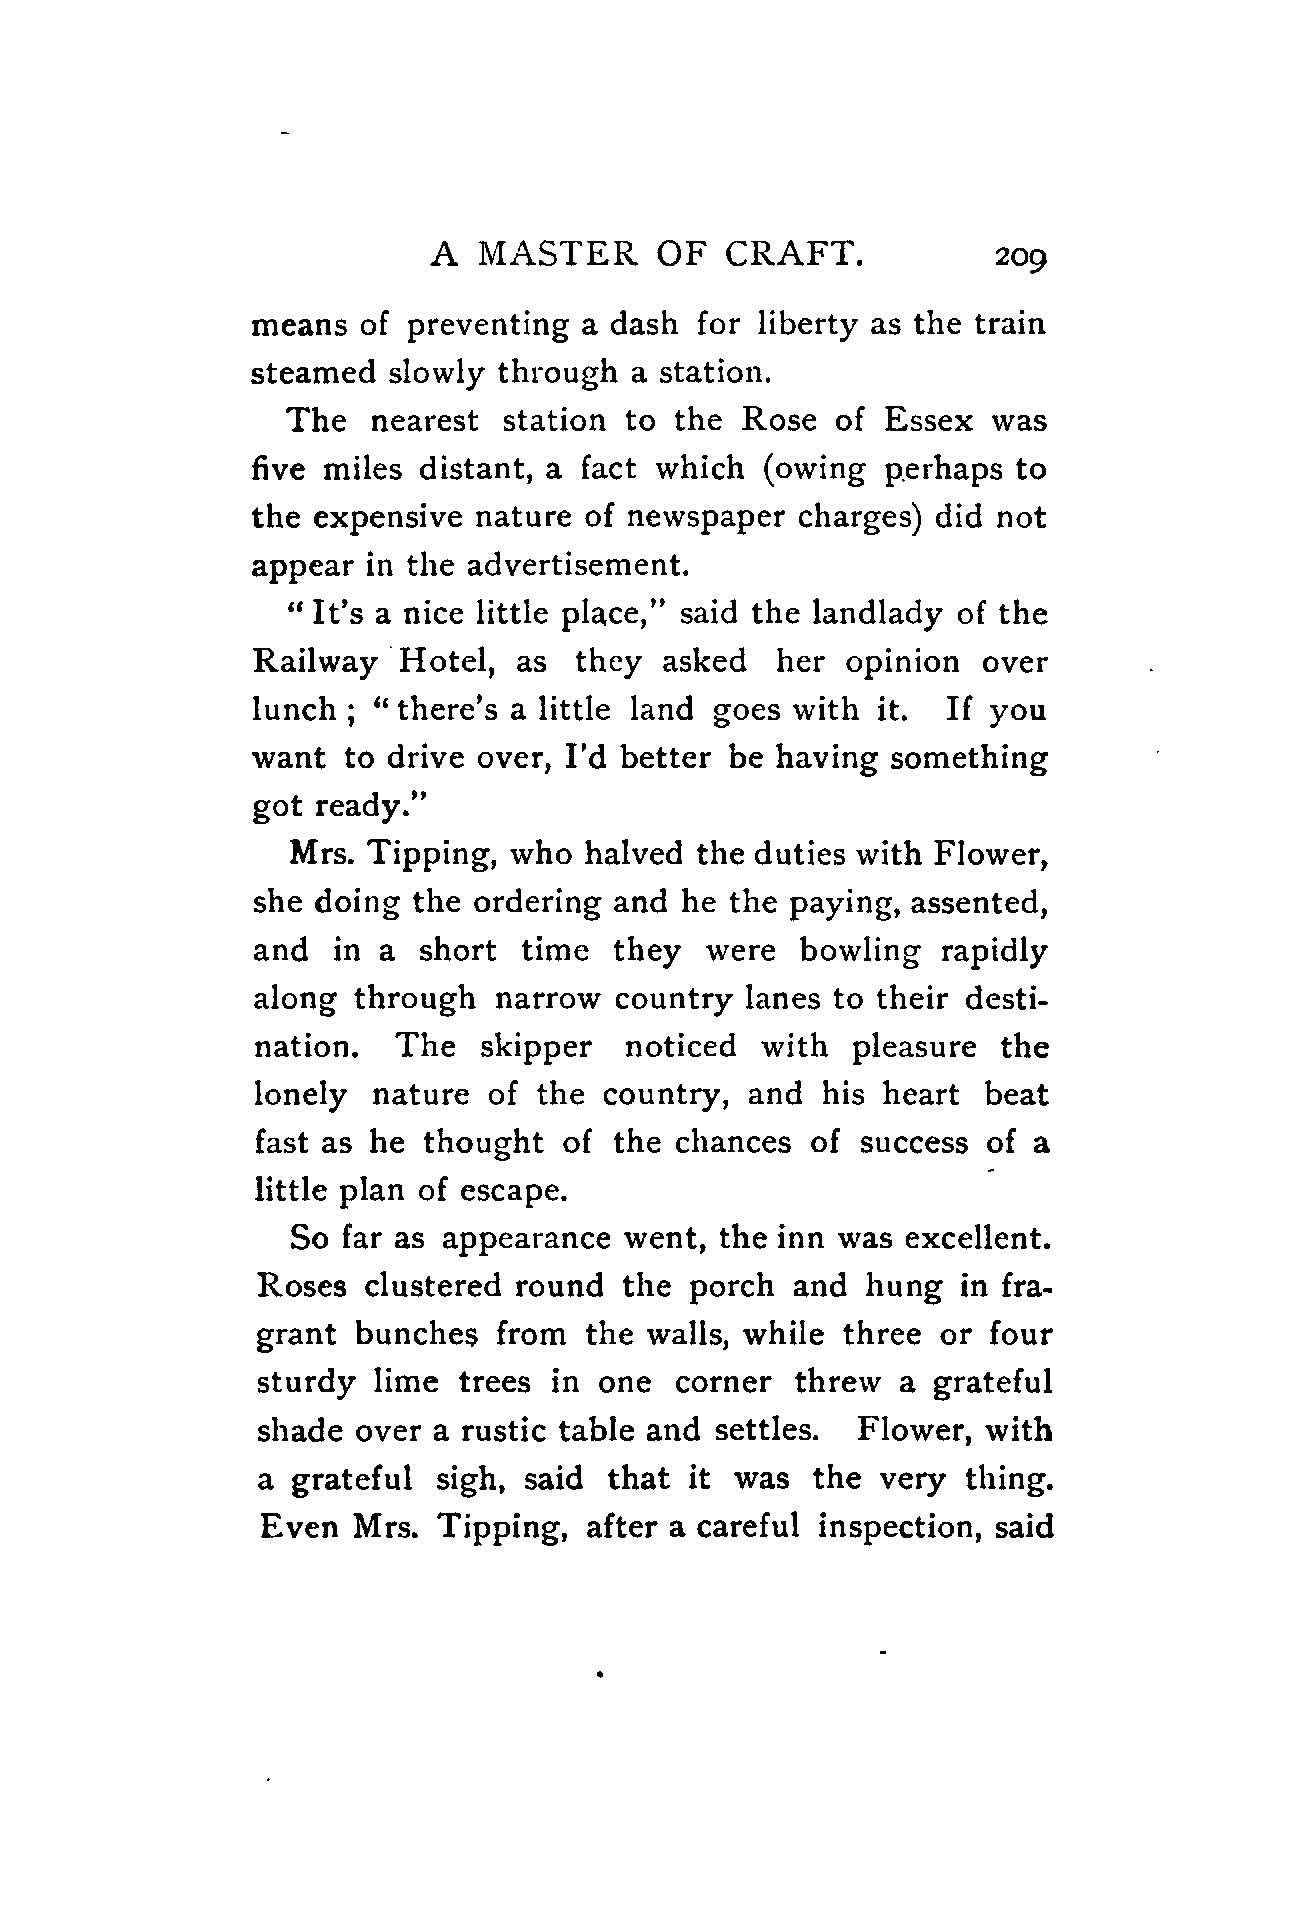 A MASTER OF CRAFT. 209
means of preventing a dash for liberty as the train
steamed slowly through a station.
The nearest station to the Rose of Essex was
five miles distant, a fact which (owing perhaps to
the expensive nature of newspaper charges) did not
appear in the advertisement.
“ It's a nice little place,” said the landlady of the
Railway Hotel, as they asked her opinion over
lunch ; “ there's a little land goes with it. If you
want to drive over, I'd better be having something
got ready.”
Mrs. Tipping, who halved the duties with Flower,
she doing the ordering and he the paying, assented,
and in a short time they were bowling rapidly
along through narrow country lanes to their desti-
nation. The skipper noticed with pleasure the
lonely nature of the country, and his heart beat
fast as he thought of the chances of success of a
little plan of escape.
So far as appearance went, the inn was excellent.
Roses clustered round the porch and hung in fra-
grant bunches from the walls, while three or four
sturdy lime trees in one corner threw a grateful
shade over a rustic table and settles. Flower, with
a grateful sigh, said that it was the very thing.
Even Mrs. Tipping, after a careful inspection, said